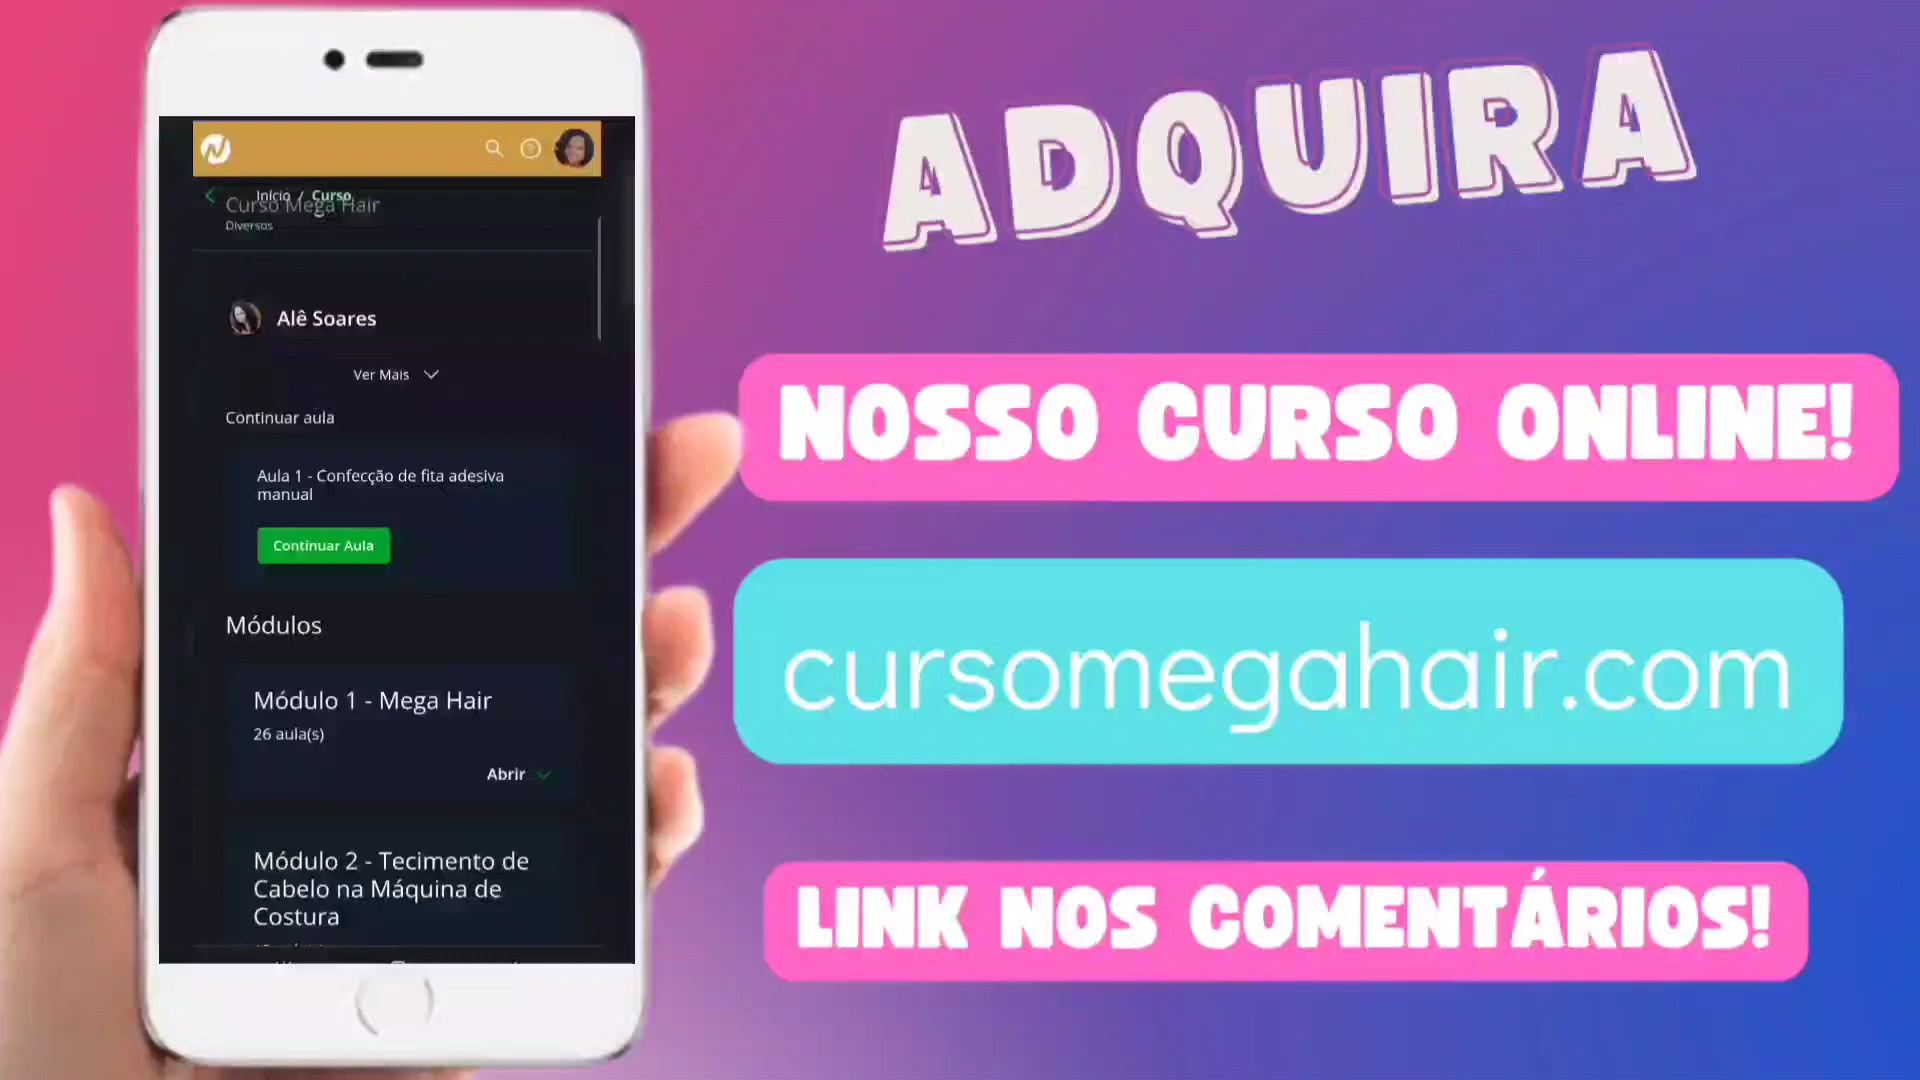 Início / Curso
Curso Mega Hair
Diversos
Alê Soares
Ver Mais
Continuar aula
Aula 1 - Confecção de fita adesiva
manual
Continuar Aula
Módulos
Módulo 1 - Mega Hair
26 aula(s)
Abrir
Módulo 2 - Tecimento de
Cabelo na Máquina de
Costura
ADQUIRA
NOSSO CURSO ONLINE!
cursomegahair.com
LINK NOS COMENTÁRIOS!